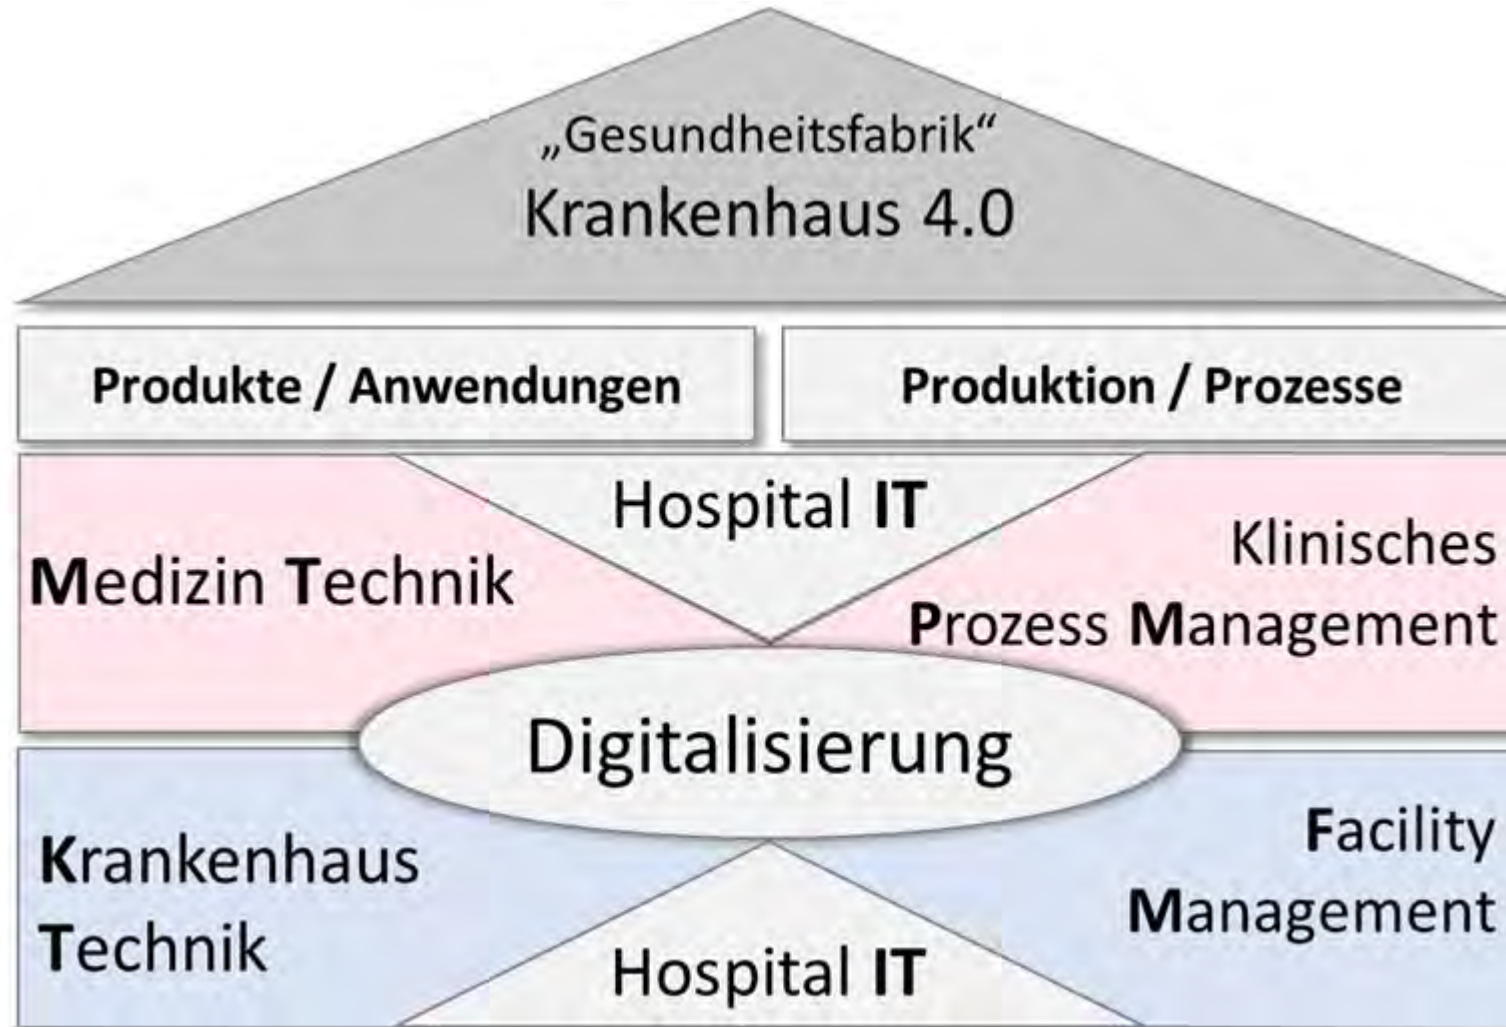 „Gesundheitsfabrik“
Krankenhaus 4.0
Produkte / Anwendungen
Produktion / Prozesse
Hospital IT
Medizin Technik
Klinisches
Prozess Management
Digitalisierung
Krankenhaus
Technik
Facility
Management
Hospital IT